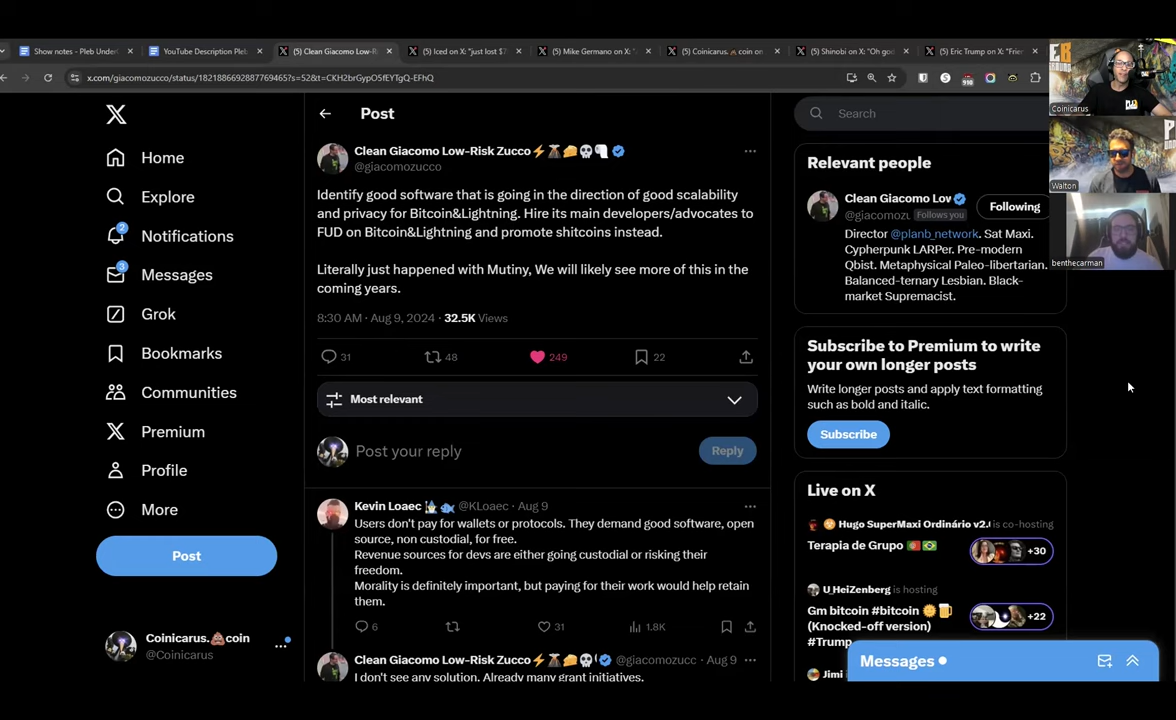 Show notes - Pleb Und
YouTube Description Pleb
(5) Clean Giacomo Low-R
(5) Iced on X: "just lost $7
(5) Mike Germano on X: "
(5) Coinicarus. coin on
(5) Shinobi on X: "Oh go
(5) Eric Trump on X: "Frie
x.com/giacomozucco/status/1821886692887769465?s=52&t=CKH2brGypO5fEYTgQ-EFhQ
Home
Explore
2
Notifications
3
Messages
Grok
Bookmarks
Communities
Premium
Profile
More
Post
Coinicarus.💩coin
@Coinicarus
Post
Clean Giacomo Low-Risk Zucco⚡🌋🧀💀🧻
@giacomozucco
Identify good software that is going in the direction of good scalability
and privacy for Bitcoin&Lightning. Hire its main developers/advocates to
FUD on Bitcoin&Lightning and promote shitcoins instead.
Literally just happened with Mutiny, We will likely see more of this in the
coming years.
8:30 AM · Aug 9, 2024 · 32.5K Views
31 48 249 22
Most relevant
Post your reply
Reply
Kevin Loaec @KLoaec · Aug 9
Users don't pay for wallets or protocols. They demand good software, open
source, non custodial, for free.
Revenue sources for devs are either going custodial or risking their
freedom.
Morality is definitely important, but paying for their work would help retain
them.
6 31 1.8K
Clean Giacomo Low-Risk Zucco⚡🌋🧀💀 @giacomozucc · Aug 9
I don't see any solution. Already many grant initiatives.
Search
Relevant people
Clean Giacomo Low
@giacomozu Follows you
Following
Director @planb_network. Sat Maxi.
Cypherpunk LARPer. Pre-modern
Qbist. Metaphysical Paleo-libertarian.
Balanced-ternary Lesbian. Black-
market Supremacist.
Subscribe to Premium to write
your own longer posts
Write longer posts and apply text formatting
such as bold and italic.
Subscribe
Live on X
Hugo SuperMaxi Ordinário v2.0 is co-hosting
Terapia de Grupo 🇵🇹🇧🇷
+30
U_HeiZenberg is hosting
Gm bitcoin #bitcoin 🌞🍺
(Knocked-off version)
#Trump
+22
Jimi
Messages
Coinicarus
Walton
benthecarman